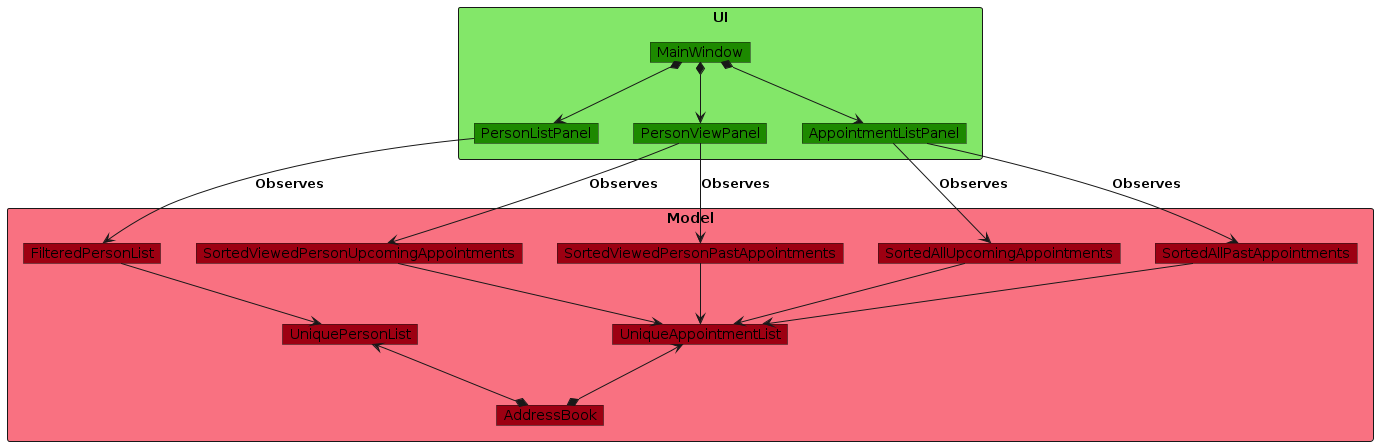 UI
MainWindow
PersonListPanel
PersonViewPanel
AppointmentListPanel
Observes
Observes
Observes
Observes
Observes
Model
FilteredPersonList
SortedViewedPersonUpcomingAppointments
SortedViewedPersonPastAppointments
SortedAllUpcomingAppointments
SortedAllPastAppointments
UniquePersonList
UniqueAppointmentList
AddressBook